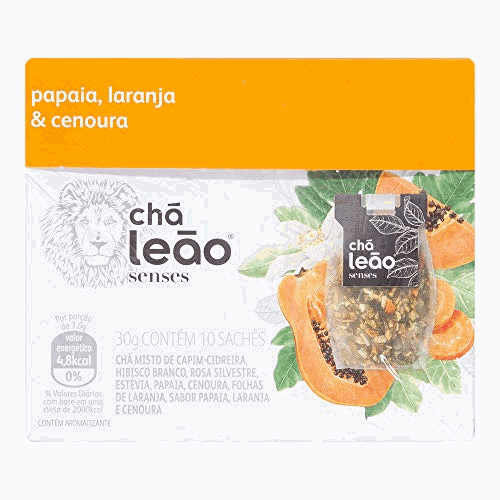 papaia, laranja
& cenoura
chá
leão®
senses
chá
leão
senses
Por porção
de 3,0g
valor
energético
4,8kcal
0%
% Valores Diários
com base em uma
dieta de 2000kcal
CONTÉM AROMATIZANTE
30g CONTÉM 10 SACHÊS
CHÁ MISTO DE CAPIM-CIDREIRA,
HIBISCO BRANCO, ROSA SILVESTRE,
ESTÉVIA, PAPAIA, CENOURA, FOLHAS
DE LARANJA, SABOR PAPAIA, LARANJA
E CENOURA